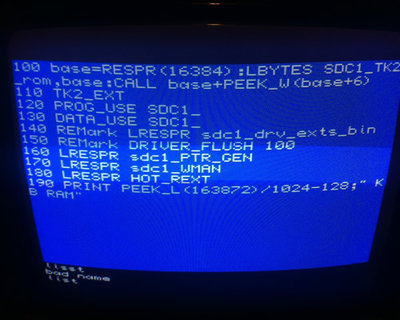 100 base=RESPR(16384):LBYTES SDC1_TK2
_rom,base:CALL base+PEEK_W(base+6)
110 TK2_EXT
120 PROG_USE SDC1_
130 DATA_USE SDC1_
140 REMark LRESPR sdc1_drv_exts_bin
150 REMark DRIVER_FLUSH 100
160 LRESPR sdc1_PTR_GEN
170 LRESPR sdc1_WMAN
180 LRESPR HOT_REXT
190 PRINT PEEK_L(163872)/1024-128;" K
B RAM"
lisst
bad name
list